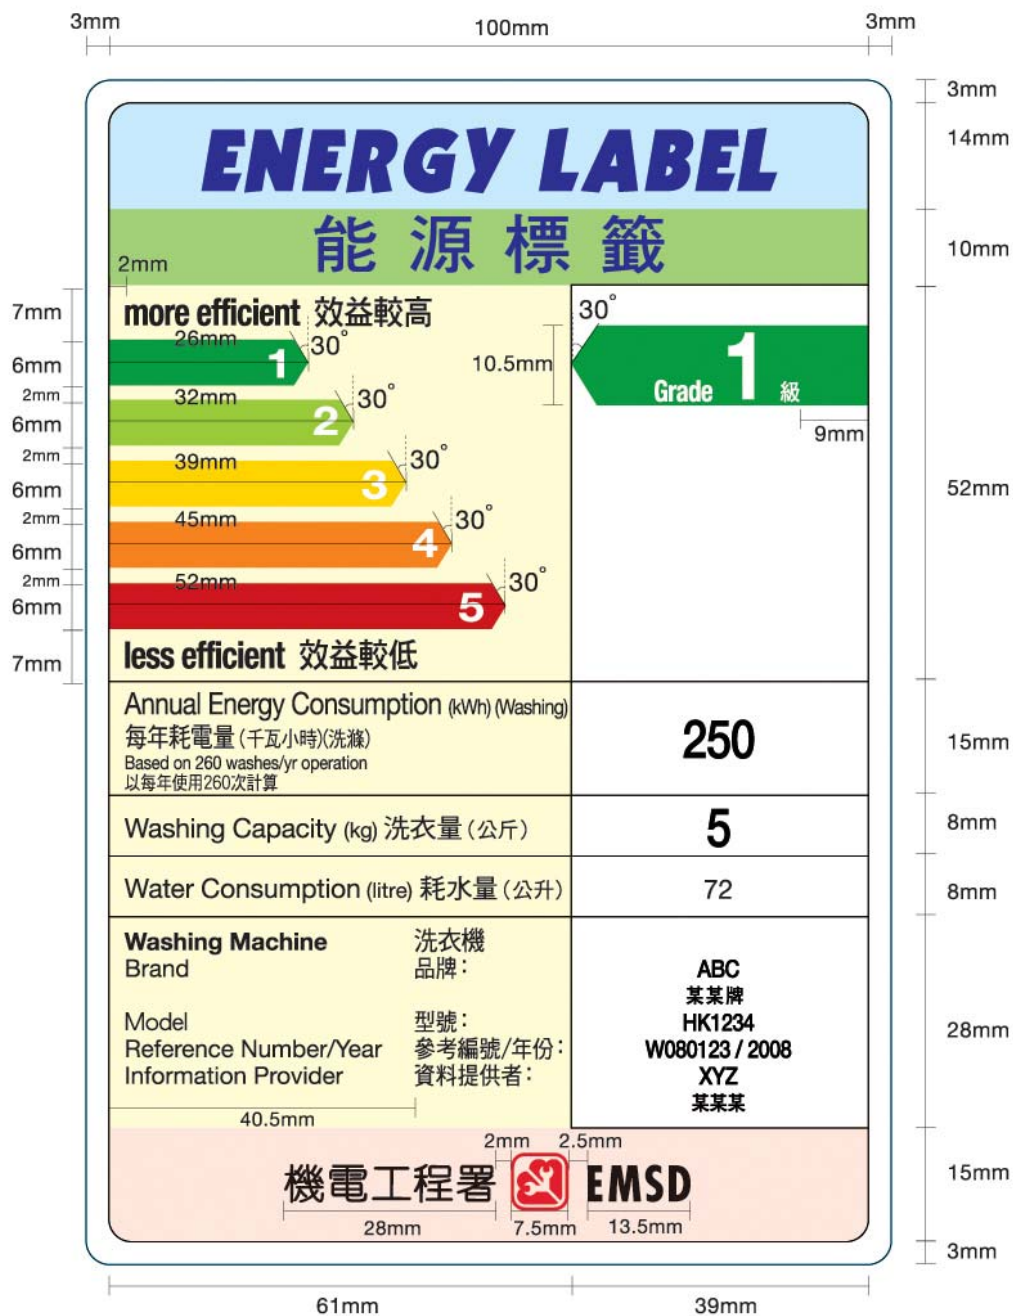 3mm 100mm 3mm
3mm
ENERGY LABEL
14mm
能源標籤
10mm
2mm
7mm
more efficient 效益較高
30°
26mm
1
30°
10.5mm
Grade 1 級
6mm
2mm
32mm
2
30°
9mm
6mm
2mm
39mm
3
30°
52mm
6mm
2mm
45mm
4
30°
6mm
2mm
52mm
5
30°
6mm
less efficient 效益較低
7mm
Annual Energy Consumption (kWh) (Washing)
每年耗電量(千瓦小時)(洗滌)
250
15mm
Based on 260 washes/yr operation
以每年使用260次計算
Washing Capacity (kg) 洗衣量(公斤)
5
8mm
Water Consumption (litre) 耗水量(公升)
72
8mm
Washing Machine 洗衣機
Brand 品牌: ABC
某某牌
Model 型號: HK1234
28mm
Reference Number/Year 參考編號/年份: W080123 / 2008
Information Provider 資料提供者: XYZ
某某某
40.5mm
2mm 2.5mm
機電工程署 EMSD
15mm
28mm 7.5mm 13.5mm
3mm
61mm 39mm